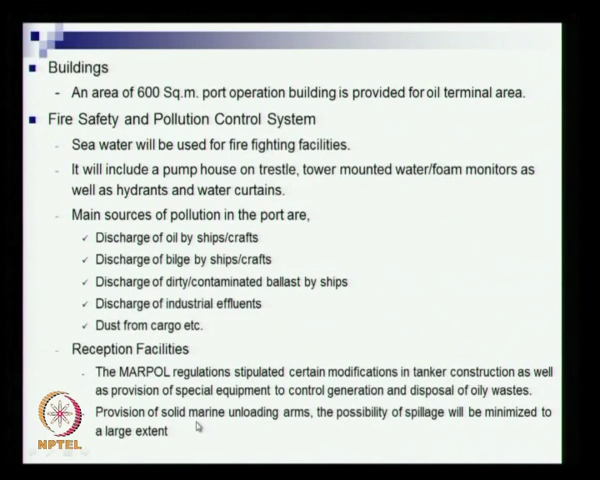 Buildings
- An area of 600 Sq.m. port operation building is provided for oil terminal area.
Fire Safety and Pollution Control System
- Sea water will be used for fire fighting facilities.
- It will include a pump house on trestle, tower mounted water/foam monitors as
well as hydrants and water curtains.
- Main sources of pollution in the port are,
✓ Discharge of oil by ships/crafts
✓ Discharge of bilge by ships/crafts
✓ Discharge of dirty/contaminated ballast by ships
✓ Discharge of industrial effluents
✓ Dust from cargo etc.
- Reception Facilities
- The MARPOL regulations stipulated certain modifications in tanker construction as well
as provision of special equipment to control generation and disposal of oily wastes.
Provision of solid marine unloading arms, the possibility of spillage will be minimized to
a large extent
NPTEL